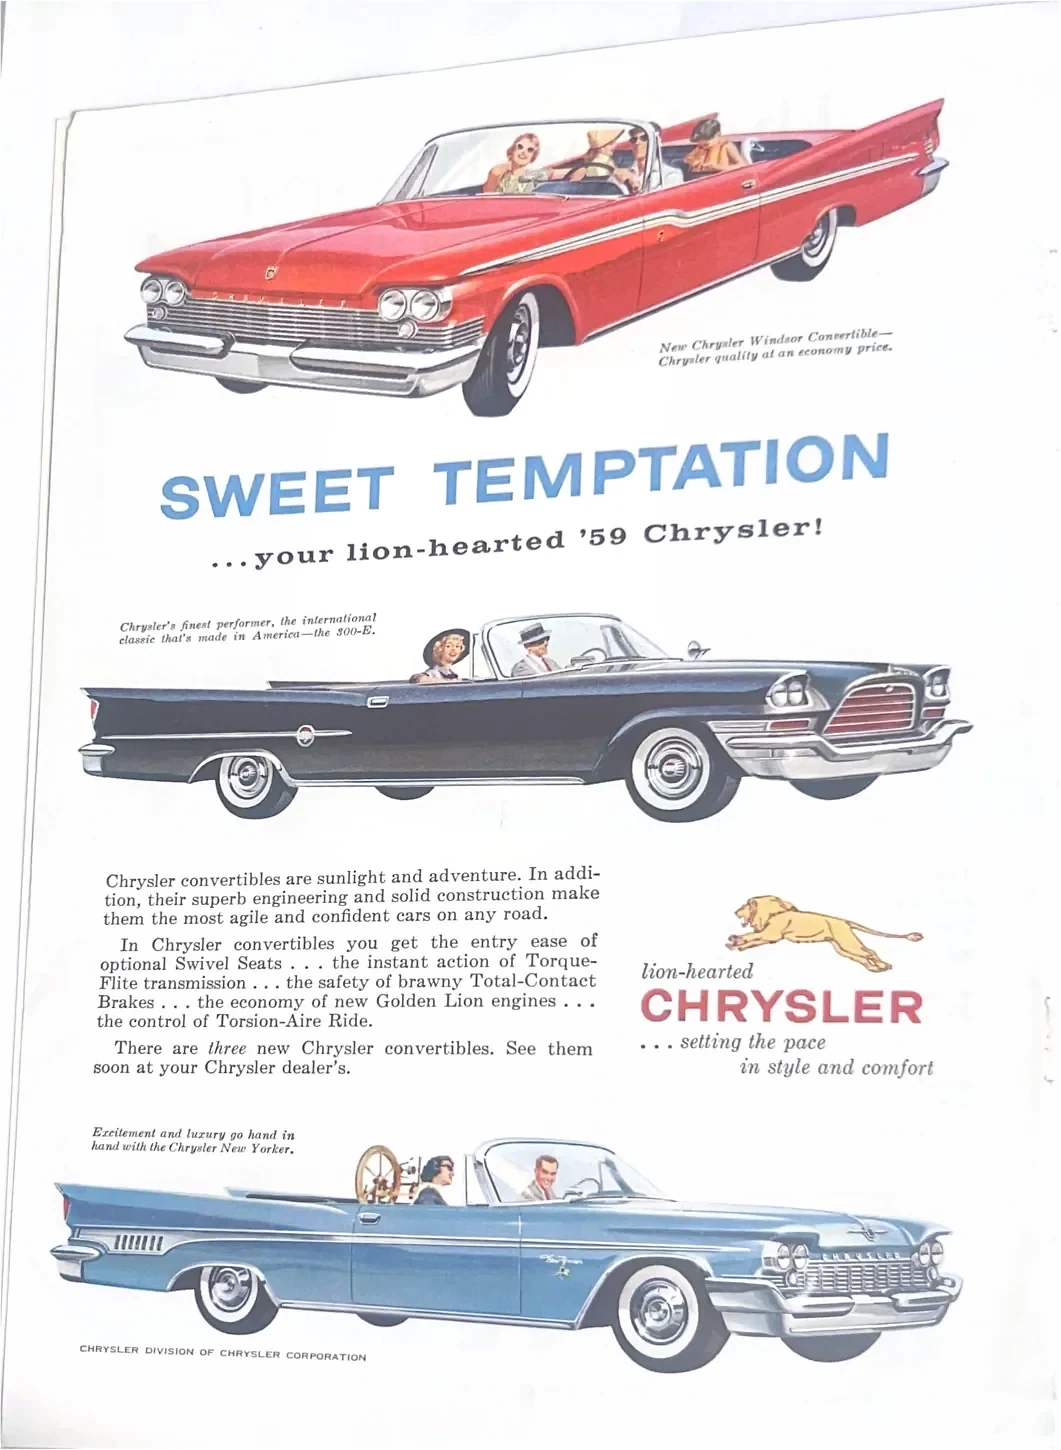 CHRYSLER
New Chrysler Windsor Convertible—
Chrysler quality at an economy price.
SWEET TEMPTATION
...your lion-hearted ’59 Chrysler!
Chrysler's finest performer, the international
classic that's made in America—the 300-E.
Chrysler convertibles are sunlight and adventure. In addi-
tion, their superb engineering and solid construction make
them the most agile and confident cars on any road.
In Chrysler convertibles you get the entry ease of
optional Swivel Seats . . . the instant action of Torque-
Flite transmission . . . the safety of brawny Total-Contact
Brakes . . . the economy of new Golden Lion engines . . .
the control of Torsion-Aire Ride.
There are three new Chrysler convertibles. See them
soon at your Chrysler dealer's.
lion-hearted
CHRYSLER
. . . setting the pace
in style and comfort
Excitement and luxury go hand in
hand with the Chrysler New Yorker.
New Yorker
CHRYSLER
CHRYSLER DIVISION OF CHRYSLER CORPORATION